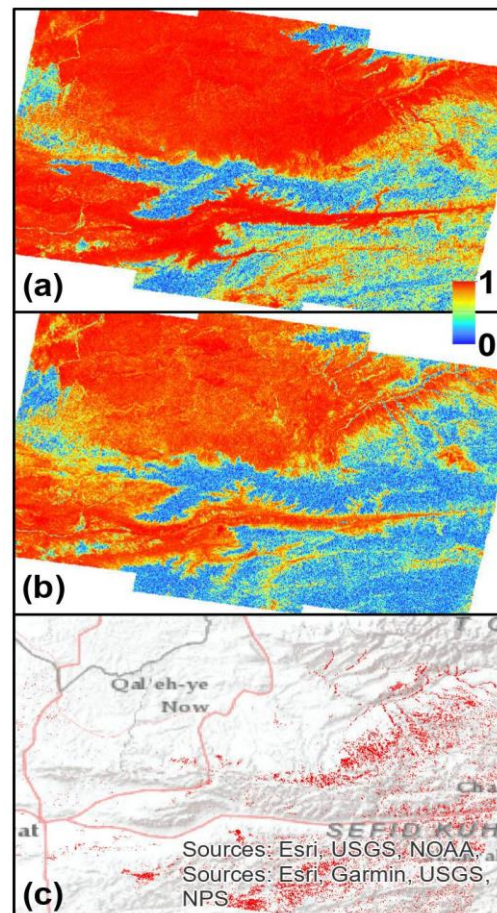 (a)
1
0
(b)
Qal'eh-ye
Now
at
SEFID KUH
Sources: Esri, USGS, NOAA,
Sources: Esri, Garmin, USGS,
NPS
(c)